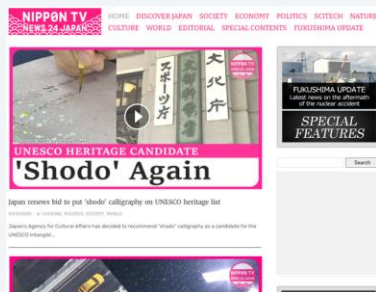 NIPPON TV
NEWS 24 JAPAN
HOME DISCOVER JAPAN SOCIETY ECONOMY POLITICS SCITECH NATURE
CULTURE WORLD EDITORIAL SPECIAL CONTENTS FUKUSHIMA UPDATE
スポーツ庁
文化庁
UNESCO HERITAGE CANDIDATE
'Shodo' Again
Japan renews bid to put 'shodo' calligraphy on UNESCO heritage list
CULTURE, POLITICS, SOCIETY, WORLD
Japan's Agency for Cultural Affairs has decided to recommend "shodo" calligraphy as a candidate for the
UNESCO Intangibl...
NIPPON TV
FUKUSHIMA UPDATE
Latest news on the aftermath
of the nuclear accident
SPECIAL
FEATURES
Search